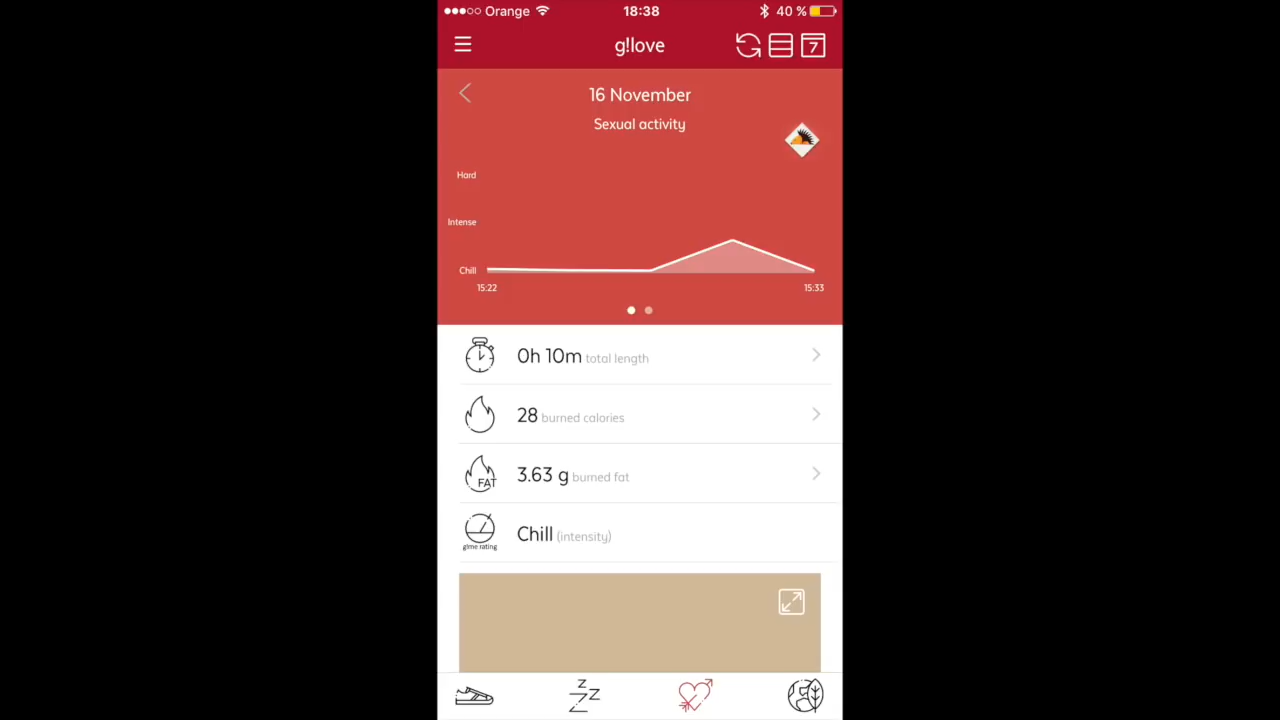 Orange 18:38 40 %
g!love
7
16 November
Sexual activity
Hard
Intense
Chill
15:22 15:33
0h 10m total length
28 burned calories
FAT
3.63 g burned fat
Chill (intensity)
g!me rating
z
z
Z